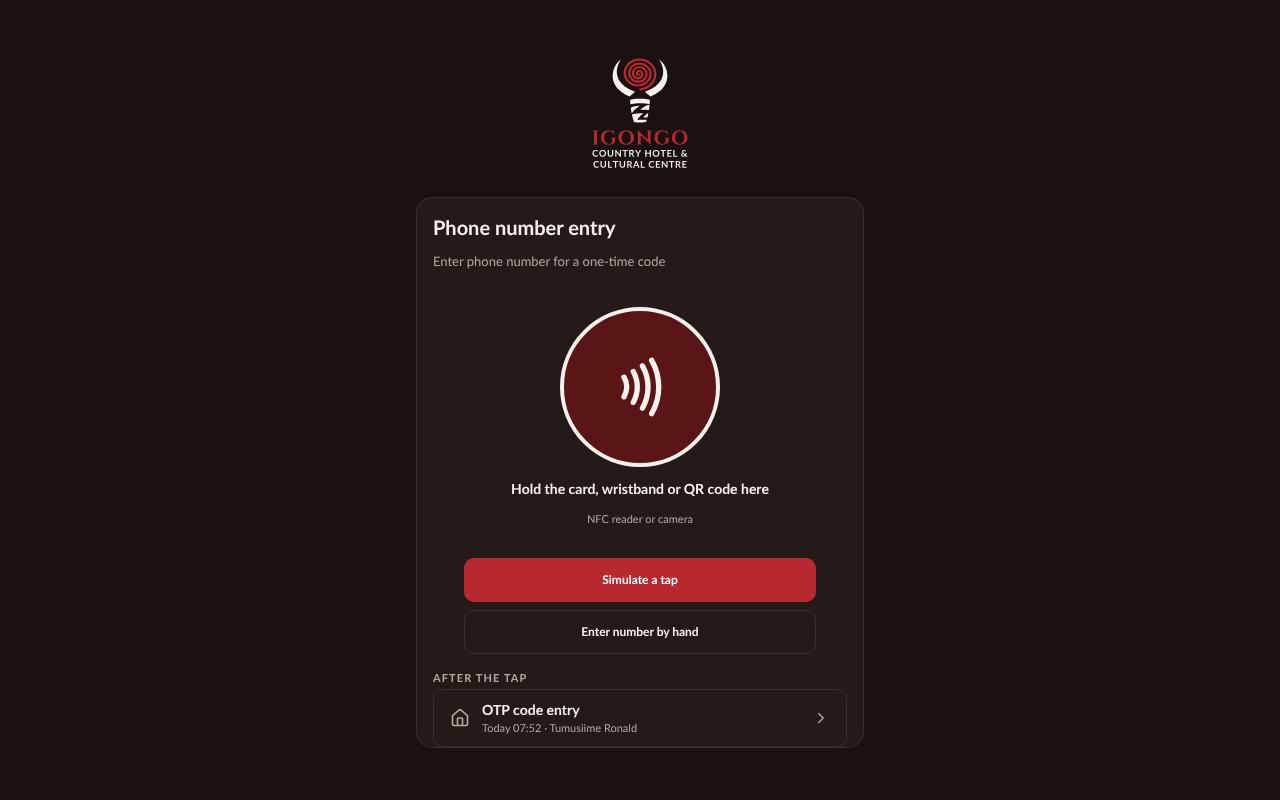 IGONGO
COUNTRY HOTEL &
CULTURAL CENTRE
Phone number entry
Enter phone number for a one-time code
Hold the card, wristband or QR code here
NFC reader or camera
Simulate a tap
Enter number by hand
AFTER THE TAP
OTP code entry
Today 07:52 · Tumusiime Ronald